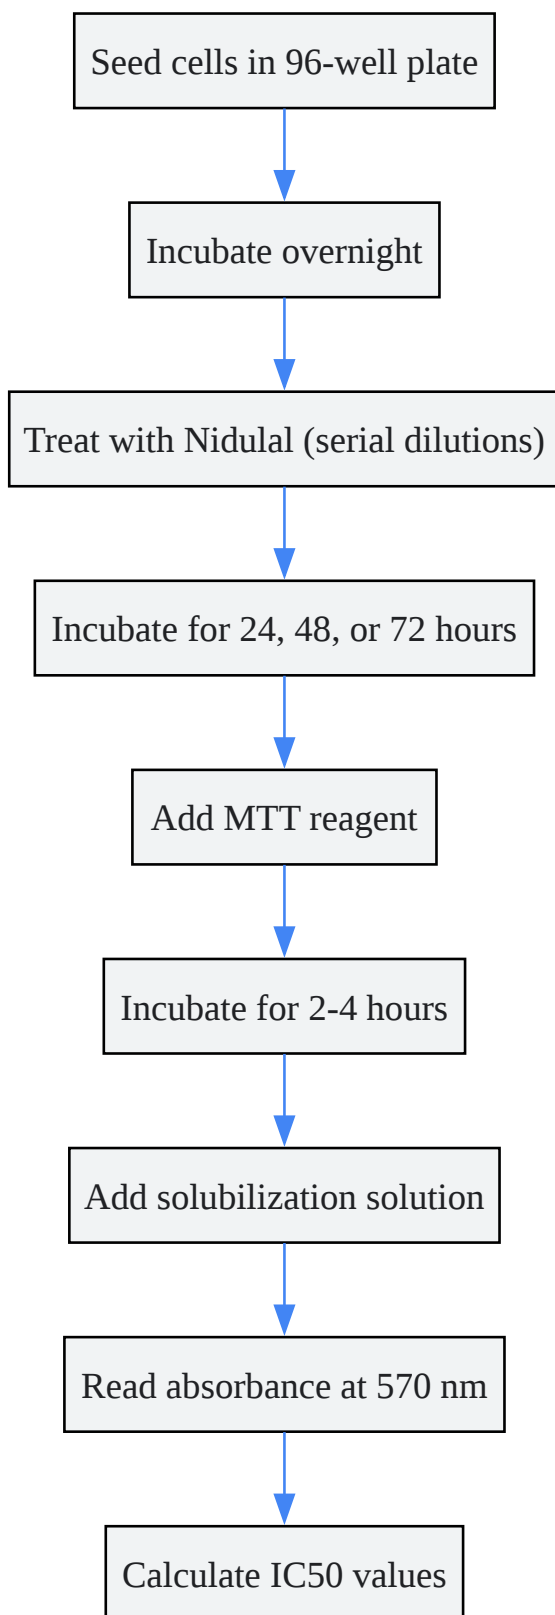 Seed cells in 96-well plate
Incubate overnight
Treat with Nidulal (serial dilutions)
Incubate for 24, 48, or 72 hours
Add MTT reagent
Incubate for 2-4 hours
Add solubilization solution
Read absorbance at 570 nm
Calculate IC50 values